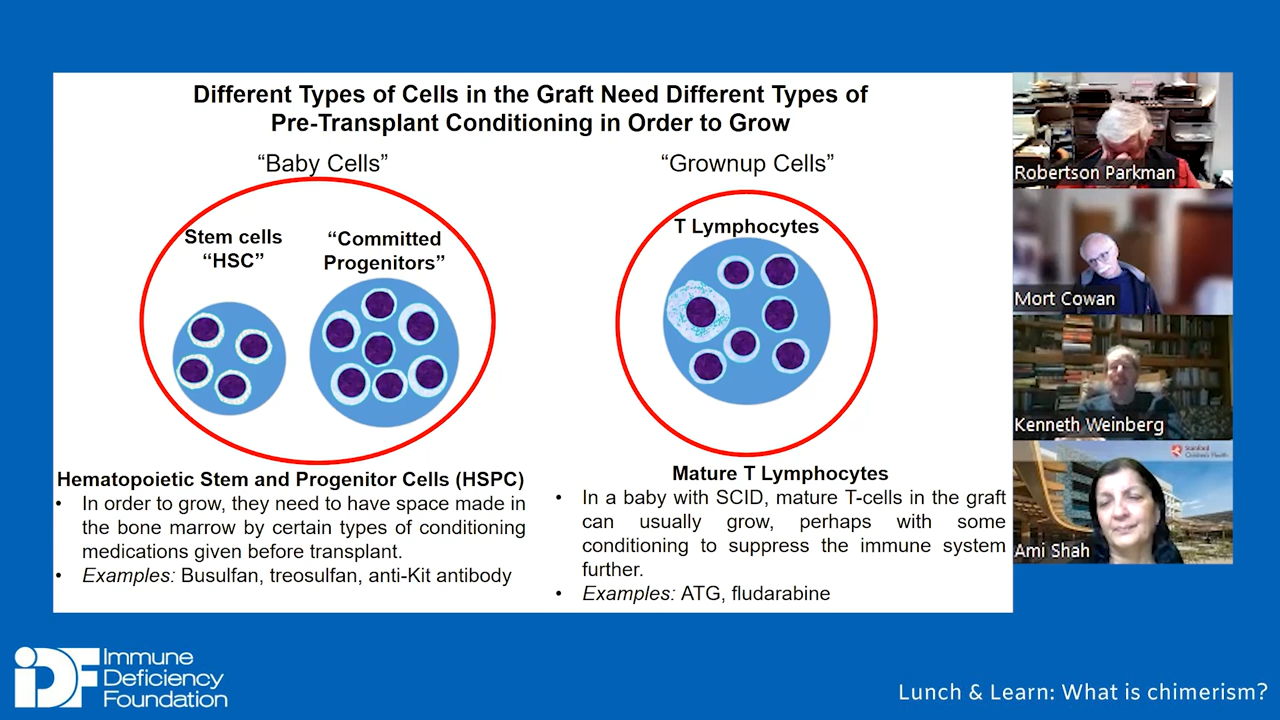 Different Types of Cells in the Graft Need Different Types of
Pre-Transplant Conditioning in Order to Grow
“Baby Cells”
Stem cells
“HSC”
“Committed
Progenitors”
Hematopoietic Stem and Progenitor Cells (HSPC)
• In order to grow, they need to have space made in
the bone marrow by certain types of conditioning
medications given before transplant.
• Examples: Busulfan, treosulfan, anti-Kit antibody
“Grownup Cells”
T Lymphocytes
Mature T Lymphocytes
• In a baby with SCID, mature T-cells in the graft
can usually grow, perhaps with some
conditioning to suppress the immune system
further.
• Examples: ATG, fludarabine
Robertson Parkman
Mort Cowan
Kenneth Weinberg
Stanford
Children's Health
Ami Shah
iDF Immune
Deficiency
Foundation
Lunch & Learn: What is chimerism?